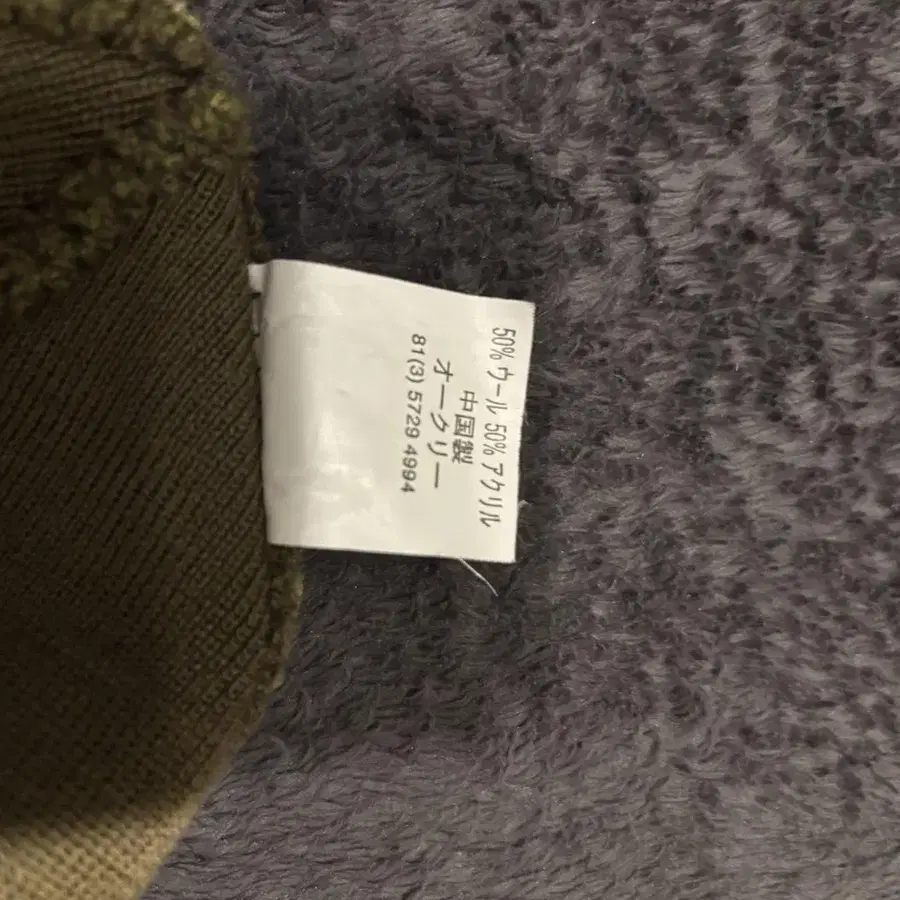 50% ウール 50% アクリル
中国製
オークリー
81(3) 5729 4994